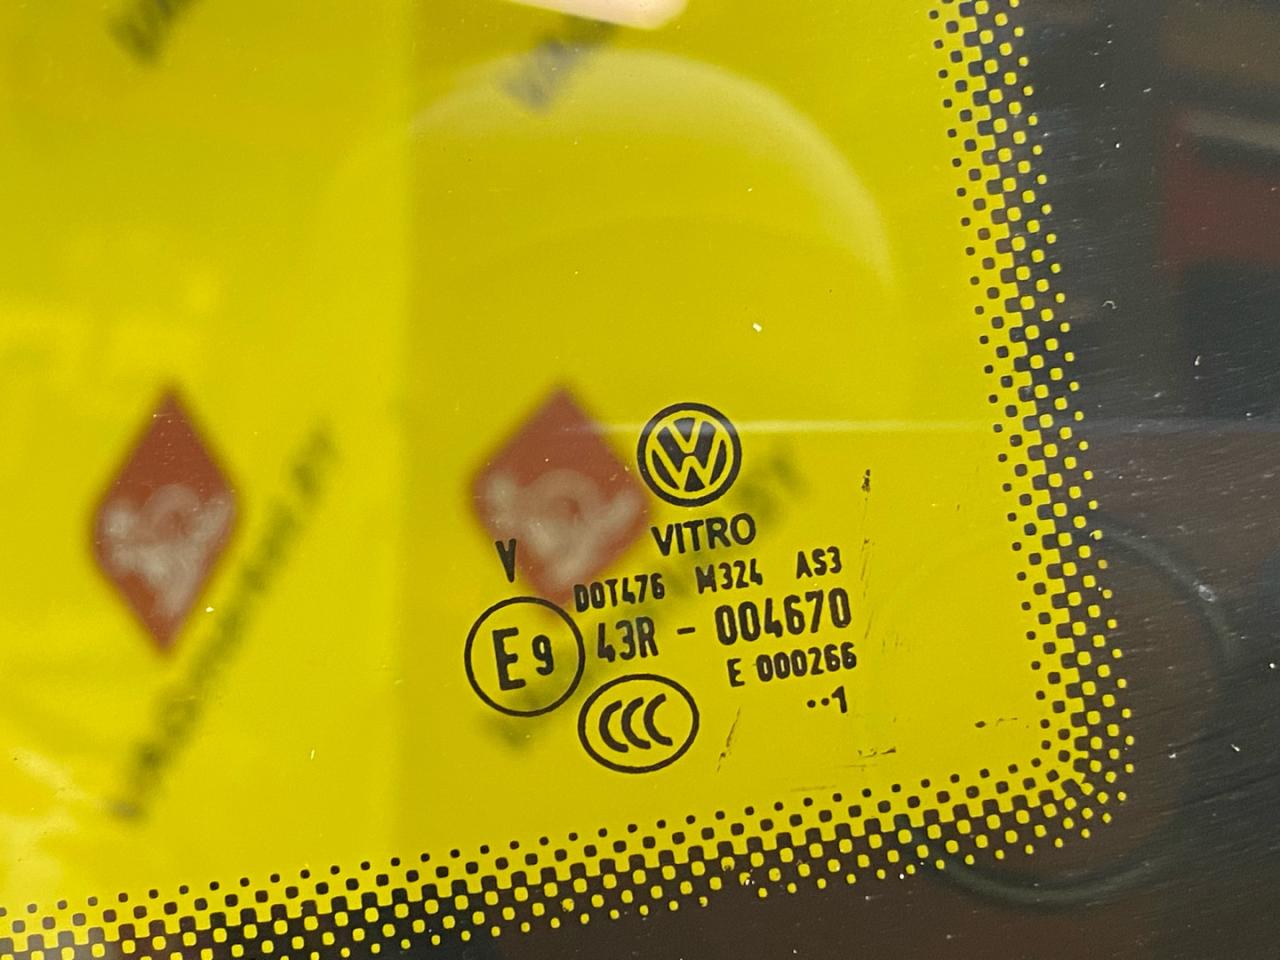 VITRO
V
DOT476 M324 AS3
E9 43R - 004670
E 000266
CCC
··1